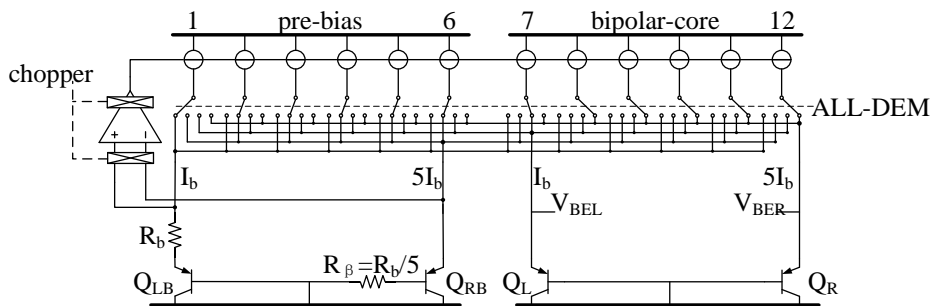 1 pre-bias 6 7 bipolar-core 12
chopper
ALL-DEM
+ −
I_b 5I_b I_b 5I_b
V_BEL V_BER
R_b
R_β=R_b/5
Q_LB Q_RB Q_L Q_R